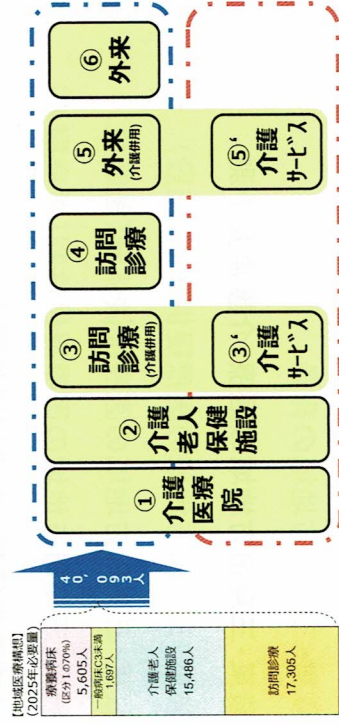 【地域医療構想】
(2025年必要量)
療養病床
(区分Ⅰの70%)
5,605人
一般病床C3未満
1,697人
介護老人
保健施設
15,486人
訪問診療
17,305人
40,093人
①
介護
医療
院
②
介護
老人
保健
施設
③
訪問
診療
(介護併用)
③‘
介護
サービス
④
訪問
診療
⑤
外来
(介護併用)
⑤‘
介護
サービス
⑥
外来